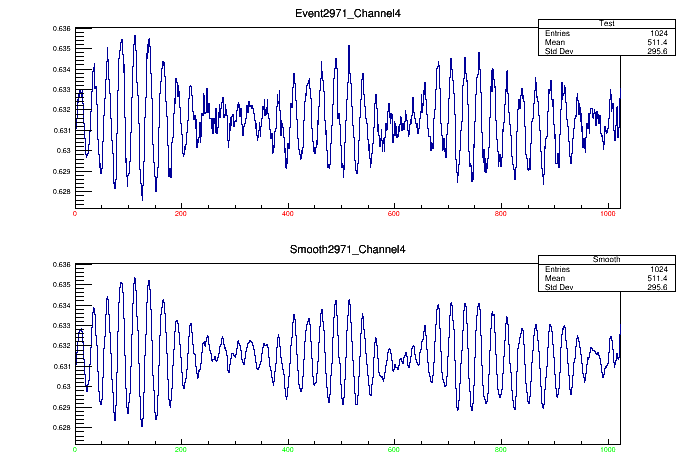 Event2971_Channel4
Test
Entries 1024
Mean 511.4
Std Dev 295.6
0.636
0.635
0.634
0.633
0.632
0.631
0.63
0.629
0.628
0 200 400 600 800 1000
Smooth2971_Channel4
Smooth
Entries 1024
Mean 511.4
Std Dev 295.6
0.636
0.635
0.634
0.633
0.632
0.631
0.63
0.629
0.628
0 200 400 600 800 1000